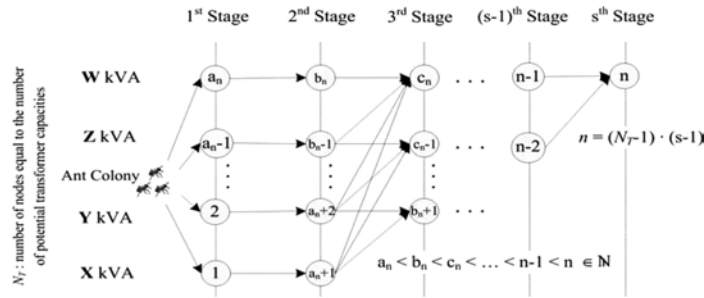 1st Stage 2nd Stage 3rd Stage (s-1)th Stage sth Stage
W kVA an bn cn . . . n-1 n
Z kVA an-1 bn-1 cn-1 . . . n-2 n = (NT-1) · (s-1)
Ant Colony
Y kVA 2 an+2 bn+1 . . .
X kVA 1 an+1 an < bn < cn < … < n-1 < n ∈ ℕ
NT : number of nodes equal to the number
of potential transformer capacities